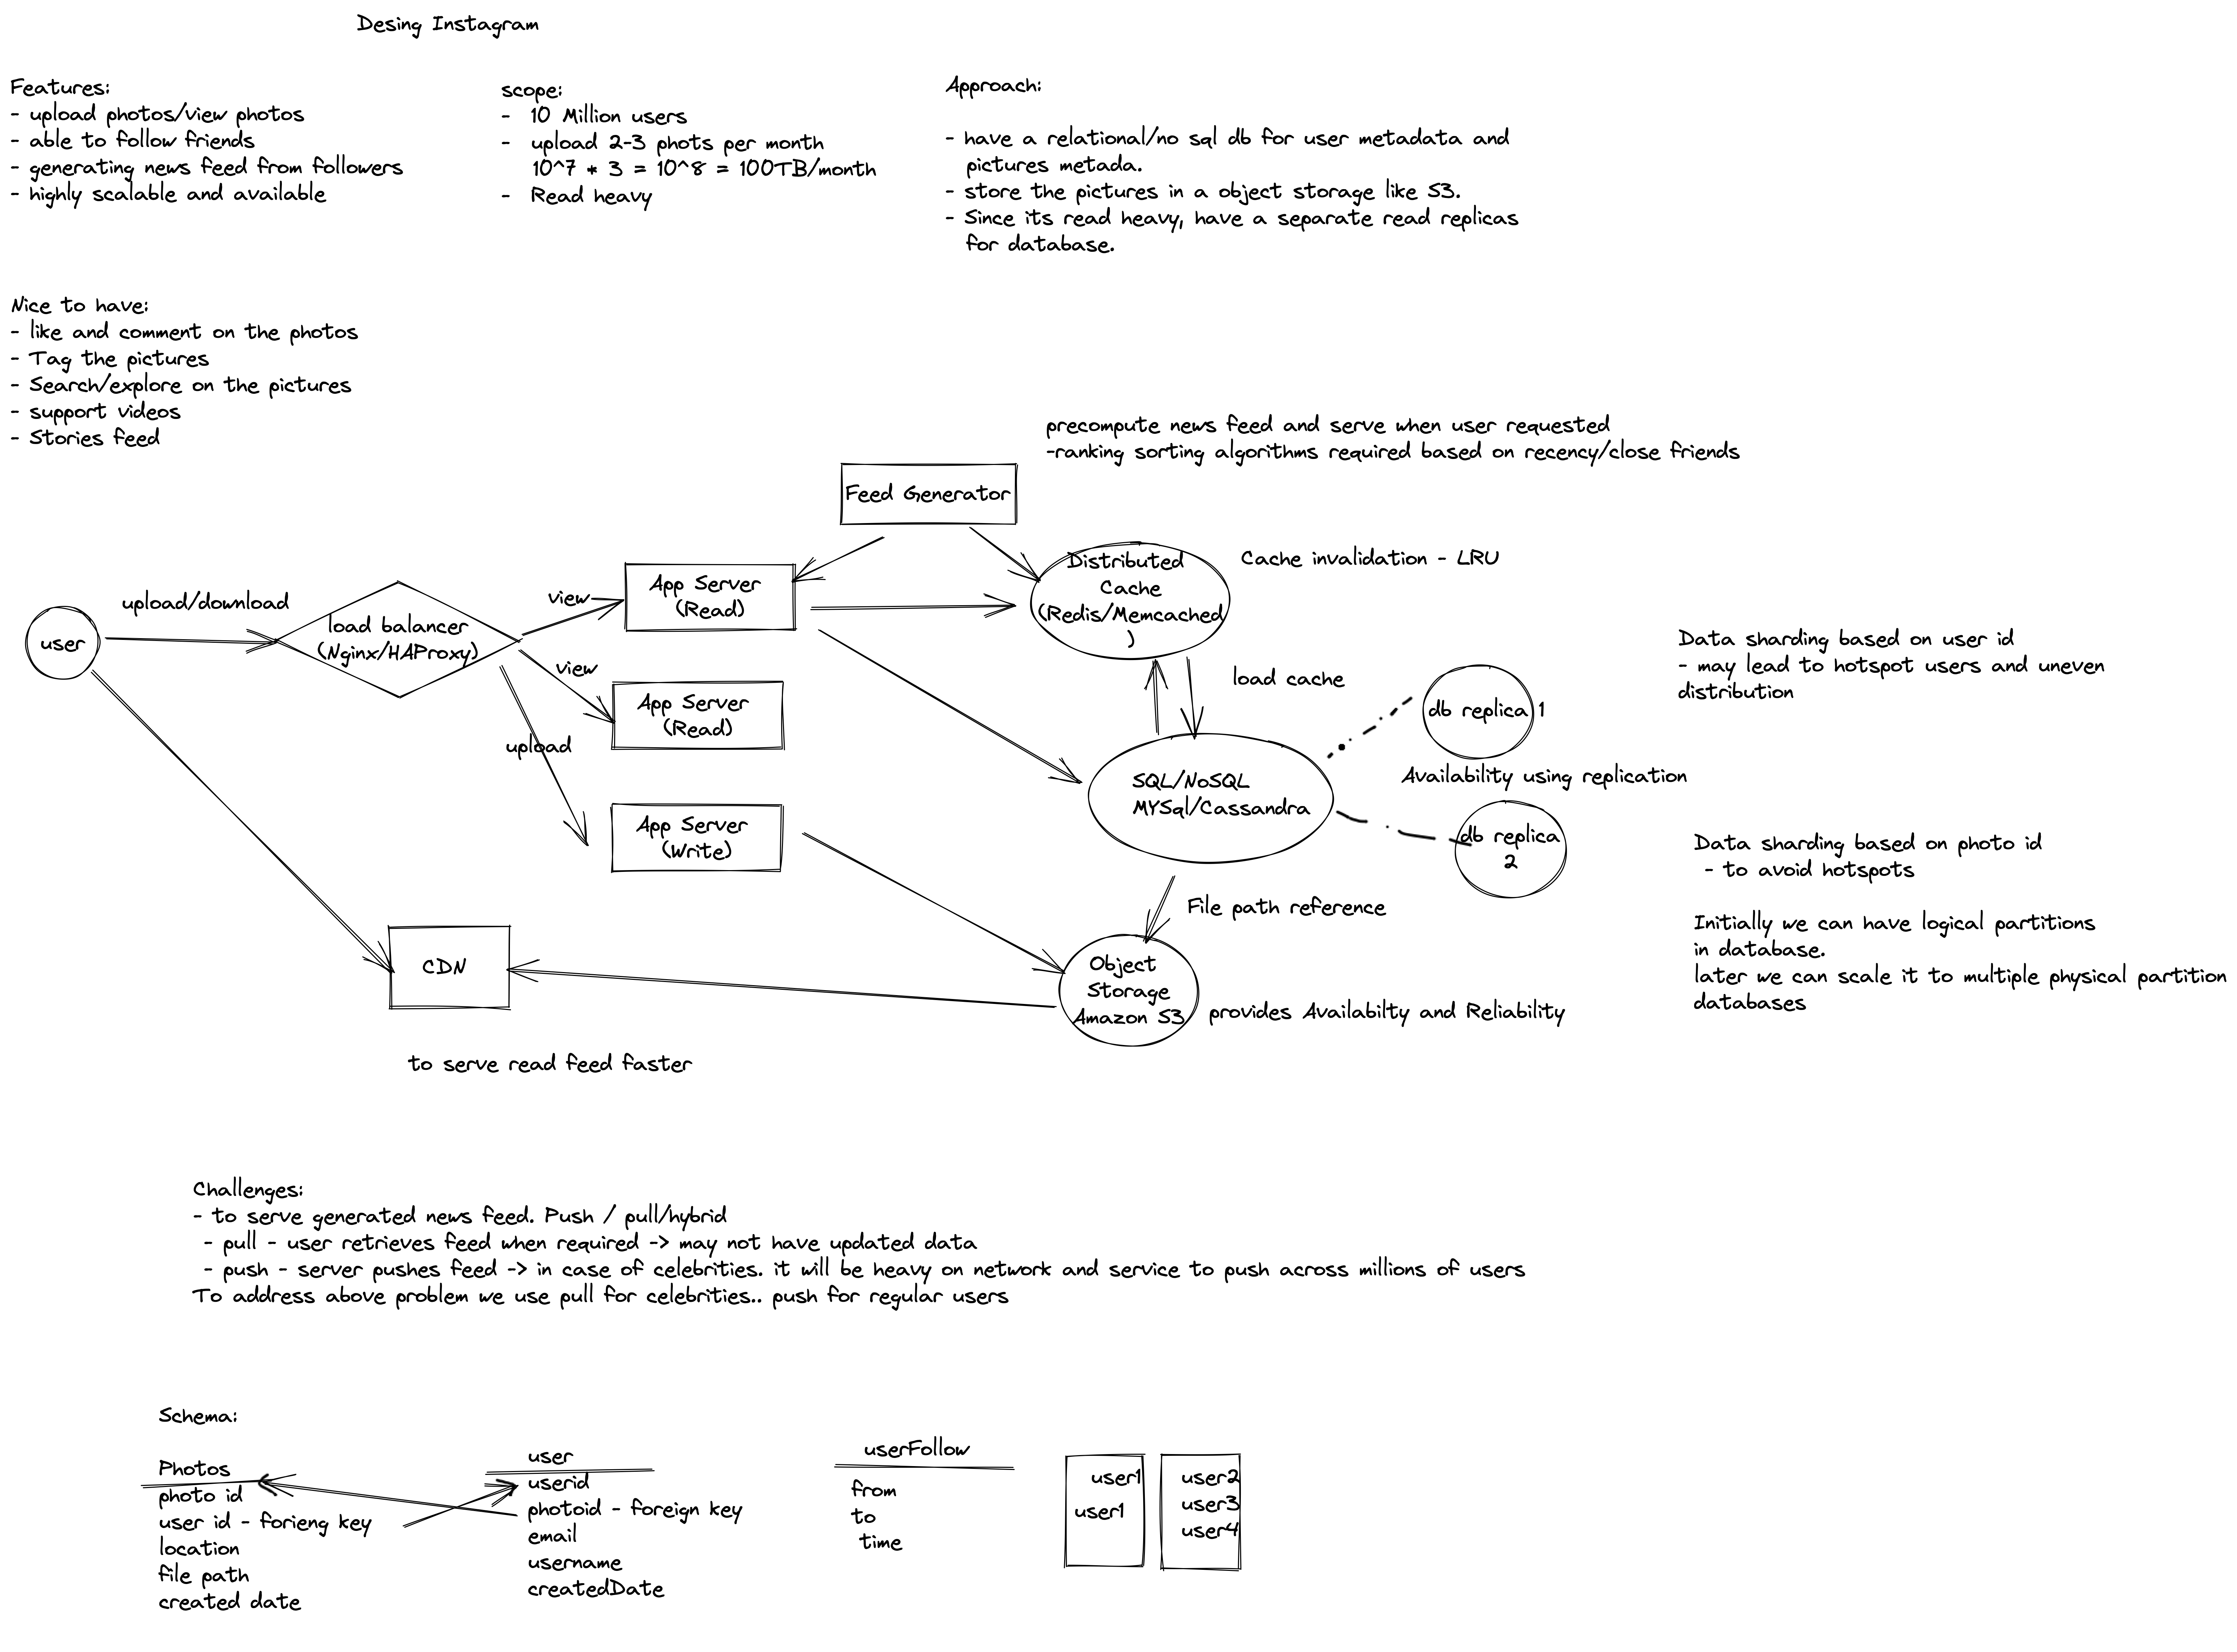 Desing Instagram
Features:
- upload photos/view photos
- able to follow friends
- generating news feed from followers
- highly scalable and available
scope:
- 10 Million users
- upload 2-3 phots per month
10^7 * 3 = 10^8 = 100TB/month
- Read heavy
Approach:
- have a relational/no sql db for user metadata and
pictures metada.
- store the pictures in a object storage like S3.
- Since its read heavy, have a separate read replicas
for database.
Nice to have:
- like and comment on the photos
- Tag the pictures
- Search/explore on the pictures
- support videos
- Stories feed
precompute news feed and serve when user requested
-ranking sorting algorithms required based on recency/close friends
Feed Generator
Distributed
Cache
(Redis/Memcached
)
Cache invalidation - LRU
upload/download
user
load balancer
(Nginx/HAProxy)
view
App Server
(Read)
view
App Server
(Read)
upload
App Server
(Write)
load cache
db replica 1
Data sharding based on user id
- may lead to hotspot users and uneven
distribution
SQL/NoSQL
MYSql/Cassandra
Availability using replication
db replica
2
Data sharding based on photo id
- to avoid hotspots
Initially we can have logical partitions
in database.
later we can scale it to multiple physical partition
databases
File path reference
CDN
Object
Storage
Amazon S3
provides Availabilty and Reliability
to serve read feed faster
Challenges:
- to serve generated news feed. Push / pull/hybrid
- pull - user retrieves feed when required -> may not have updated data
- push - server pushes feed -> in case of celebrities. it will be heavy on network and service to push across millions of users
To address above problem we use pull for celebrities.. push for regular users
Schema:
Photos
photo id
user id - forieng key
location
file path
created date
user
userid
photoid - foreign key
email
username
createdDate
userFollow
from
to
time
user1
user1
user2
user3
user4